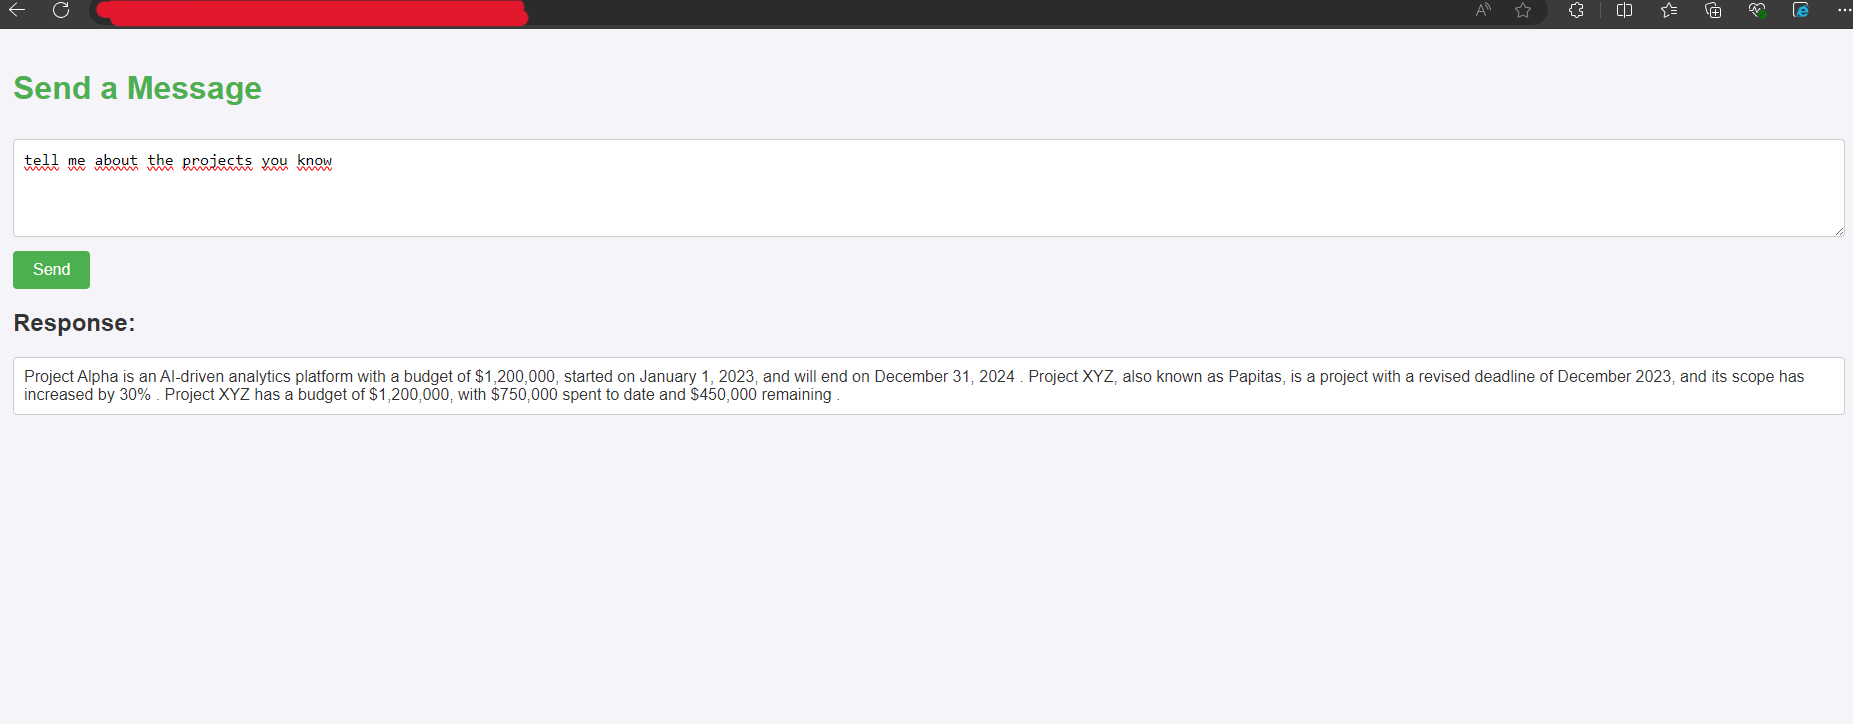 Send a Message
tell me about the projects you know
Send
Response:
Project Alpha is an AI-driven analytics platform with a budget of $1,200,000, started on January 1, 2023, and will end on December 31, 2024 . Project XYZ, also known as Papitas, is a project with a revised deadline of December 2023, and its scope has
increased by 30% . Project XYZ has a budget of $1,200,000, with $750,000 spent to date and $450,000 remaining .